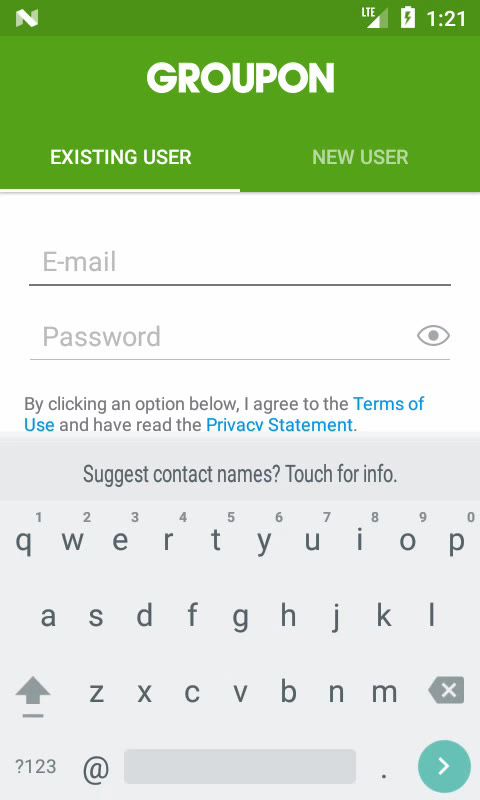 LTE 1:21
GROUPON
EXISTING USER NEW USER
E-mail
Password
By clicking an option below, I agree to the Terms of
Use and have read the Privacy Statement.
Suggest contact names? Touch for info.
1 2 3 4 5 6 7 8 9 0
q w e r t y u i o p
a s d f g h j k l
z x c v b n m
?123 @ .